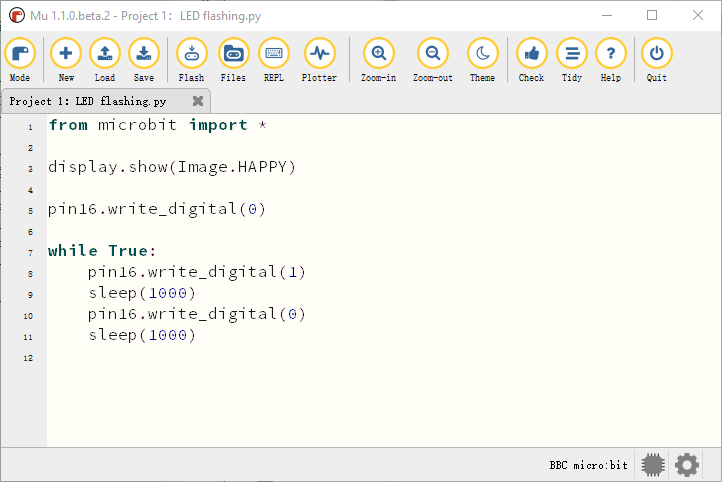 Mu 1.1.0.beta.2 - Project 1: LED flashing.py
Mode New Load Save Flash Files REPL Plotter Zoom-in Zoom-out Theme Check Tidy Help Quit
Project 1: LED flashing.py
1 from microbit import *
2
3 display.show(Image.HAPPY)
4
5 pin16.write_digital(0)
6
7 while True:
8     pin16.write_digital(1)
9     sleep(1000)
10     pin16.write_digital(0)
11     sleep(1000)
12
BBC micro:bit